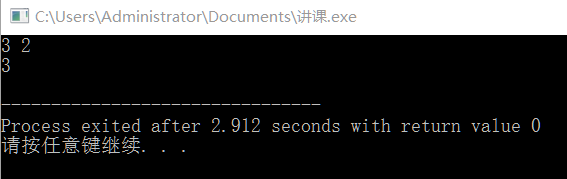 C:\Users\Administrator\Documents\讲课.exe
3 2
3
--------------------------------
Process exited after 2.912 seconds with return value 0
请按任意键继续. . .